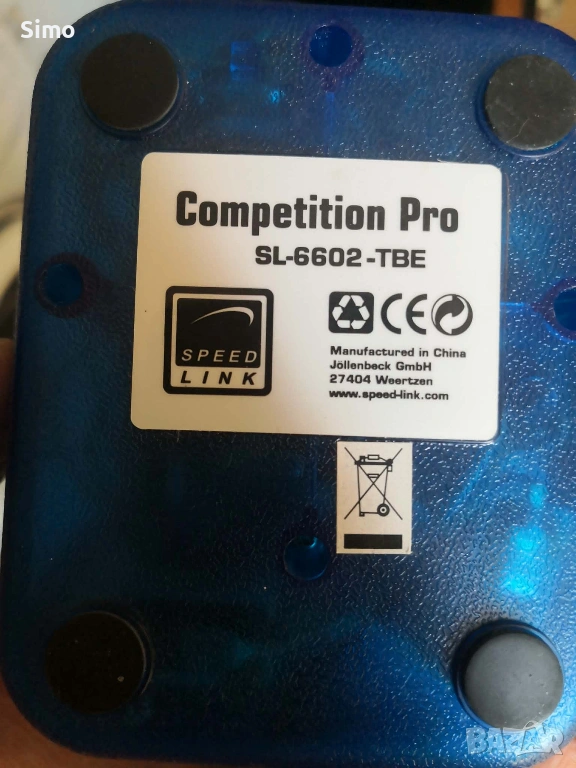 Simo
Competition Pro
SL-6602-TBE
SPEED
LINK
Manufactured in China
Jöllenbeck GmbH
27404 Weertzen
www.speed-link.com
BAZAR